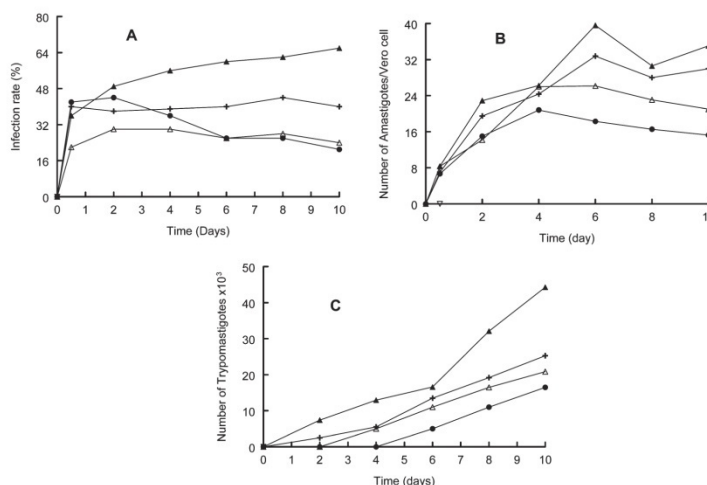 A
Infection rate (%)
80
64
48
32
16
0
0 1 2 3 4 5 6 7 8 9 10
Time (Days)
B
Number of Amastigotes/Vero cell
40
32
24
16
8
0
0 2 4 6 8 1
Time (day)
C
Number of Trypomastigotes x10³
50
40
30
20
10
0
0 1 2 3 4 5 6 7 8 9 10
Time (days)